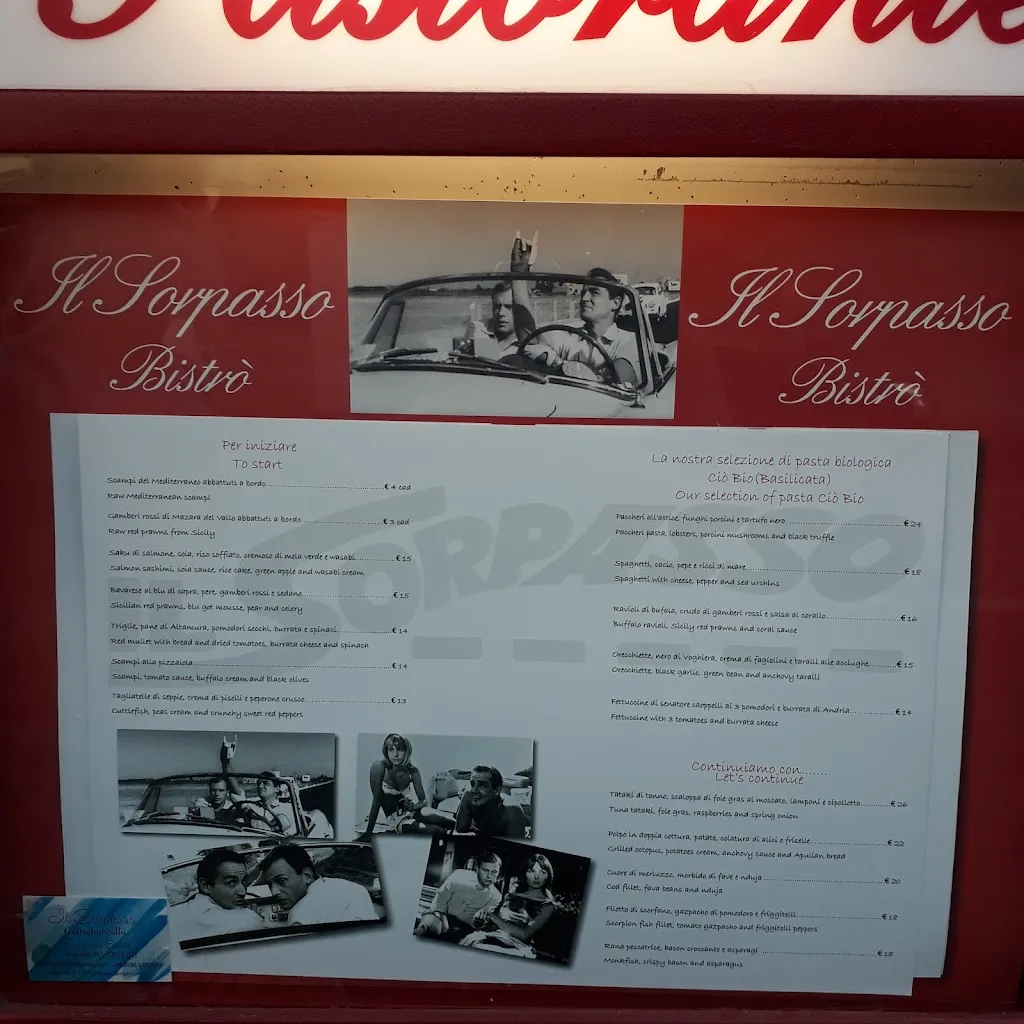 Ristorante
Il Sorpasso
Bistrò
Il Sorpasso
Bistrò
SORPASSO
Per iniziare
To start
Scampi del Mediterraneo abbattuti a bordo......€ 4 cad
Raw Mediterranean scampi
Gamberi rossi di Mazara del Vallo abbattuti a bordo......€ 3 cad
Raw red prawns from Sicily
Saku di salmone, soia, riso soffiato, cremoso di mela verde e wasabi......€ 15
Salmon sashimi, soia sauce, rice cake, green apple and wasabi cream
Bavarese al blu di capra, pere, gamberi rossi e sedano......€ 15
Sicilian red prawns, blu got mousse, pear and celery
Triglie, pane di Altamura, pomodori secchi, burrata e spinaci......€ 14
Red mullet with bread and dried tomatoes, burrata cheese and spinach
Scampi alla pizzaiola......€ 14
Scampi, tomato sauce, buffalo cream and black olives
Tagliatelle di seppie, crema di piselli e peperone crusco......€ 13
Cuttlefish, peas cream and crunchy sweet red peppers
La nostra selezione di pasta biologica
Ciò Bio(Basilicata)
Our selection of pasta Ciò Bio
Paccheri all'astice, funghi porcini e tartufo nero......€ 24
Paccheri pasta, lobsters, porcini mushrooms and black truffle
Spaghetti, cacio, pepe e ricci di mare......€ 18
Spaghetti with cheese, pepper and sea urchins
Ravioli di bufala, crudo di gamberi rossi e salsa al corallo......€ 16
Buffalo ravioli, Sicily red prawns and coral sauce
Orecchiette, nero di Voghiera, crema di fagiolini e taralli alle acciughe......€ 15
Orecchiette, black garlic, green bean and anchovy taralli
Fettuccine di senatore cappelli ai 3 pomodori e burrata di Andria......€ 14
Fettuccine with 3 tomatoes and burrata cheese
Continuiamo con........
Let's continue
Tataki di tonno, scaloppa di foie gras al moscato, lamponi e cipollotto......€ 26
Tuna tataki, foie gras, raspberries and spring onion
Polpo in doppia cottura, patate, colatura di alici e friselle......€ 22
Grilled octopus, potatoes cream, anchovy sauce and Apulian bread
Cuore di merluzzo, morbido di fave e nduja......€ 20
Cod fillet, fava beans and nduja
Filetto di scorfano, gazpacho di pomodoro e friggitelli......€ 18
Scorpion fish fillet, tomato gazpacho and friggitelli peppers
Rana pescatrice, bacon croccante e asparagi......€ 18
Monkfish, crispy bacon and asparagus
Il Sorpasso